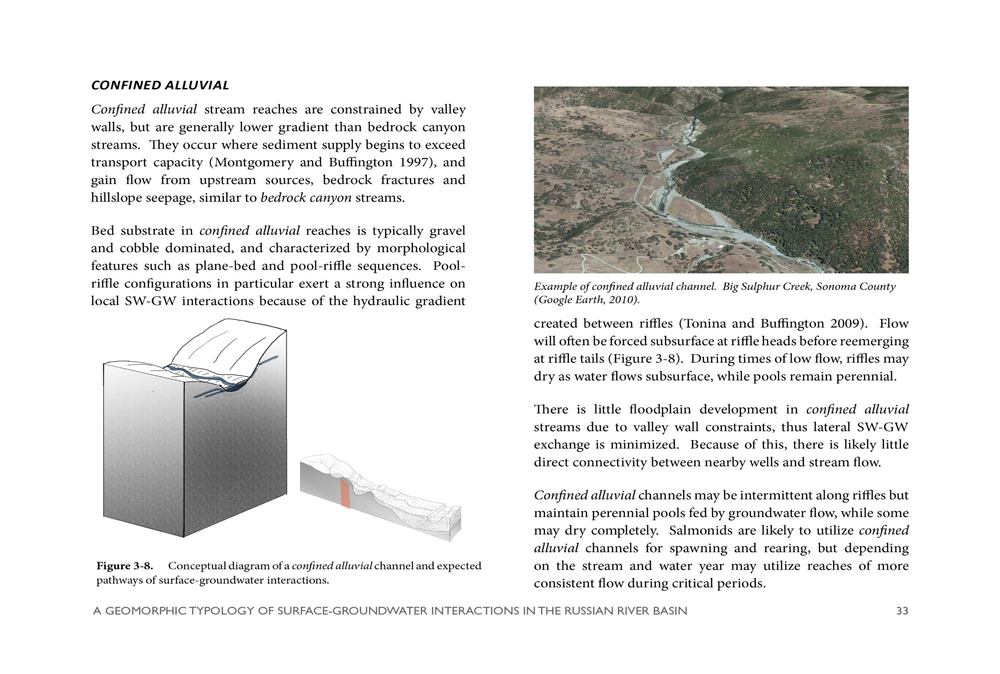 CONFINED ALLUVIAL
Confined alluvial stream reaches are constrained by valley
walls, but are generally lower gradient than bedrock canyon
streams.  They occur where sediment supply begins to exceed
transport capacity (Montgomery and Buffington 1997), and
gain flow from upstream sources, bedrock fractures and
hillslope seepage, similar to bedrock canyon streams.
Bed substrate in confined alluvial reaches is typically gravel
and cobble dominated, and characterized by morphological
features such as plane-bed and pool-riffle sequences.  Pool-
riffle configurations in particular exert a strong influence on
local SW-GW interactions because of the hydraulic gradient
Figure 3-8.    Conceptual diagram of a confined alluvial channel and expected
pathways of surface-groundwater interactions.
Example of confined alluvial channel.  Big Sulphur Creek, Sonoma County
(Google Earth, 2010).
created between riffles (Tonina and Buffington 2009).  Flow
will often be forced subsurface at riffle heads before reemerging
at riffle tails (Figure 3-8).  During times of low flow, riffles may
dry as water flows subsurface, while pools remain perennial.
There is little floodplain development in confined alluvial
streams due to valley wall constraints, thus lateral SW-GW
exchange is minimized.  Because of this, there is likely little
direct connectivity between nearby wells and stream flow.
Confined alluvial channels may be intermittent along riffles but
maintain perennial pools fed by groundwater flow, while some
may dry completely.  Salmonids are likely to utilize confined
alluvial channels for spawning and rearing, but depending
on the stream and water year may utilize reaches of more
consistent flow during critical periods.
A GEOMORPHIC TYPOLOGY OF SURFACE-GROUNDWATER INTERACTIONS IN THE RUSSIAN RIVER BASIN
33